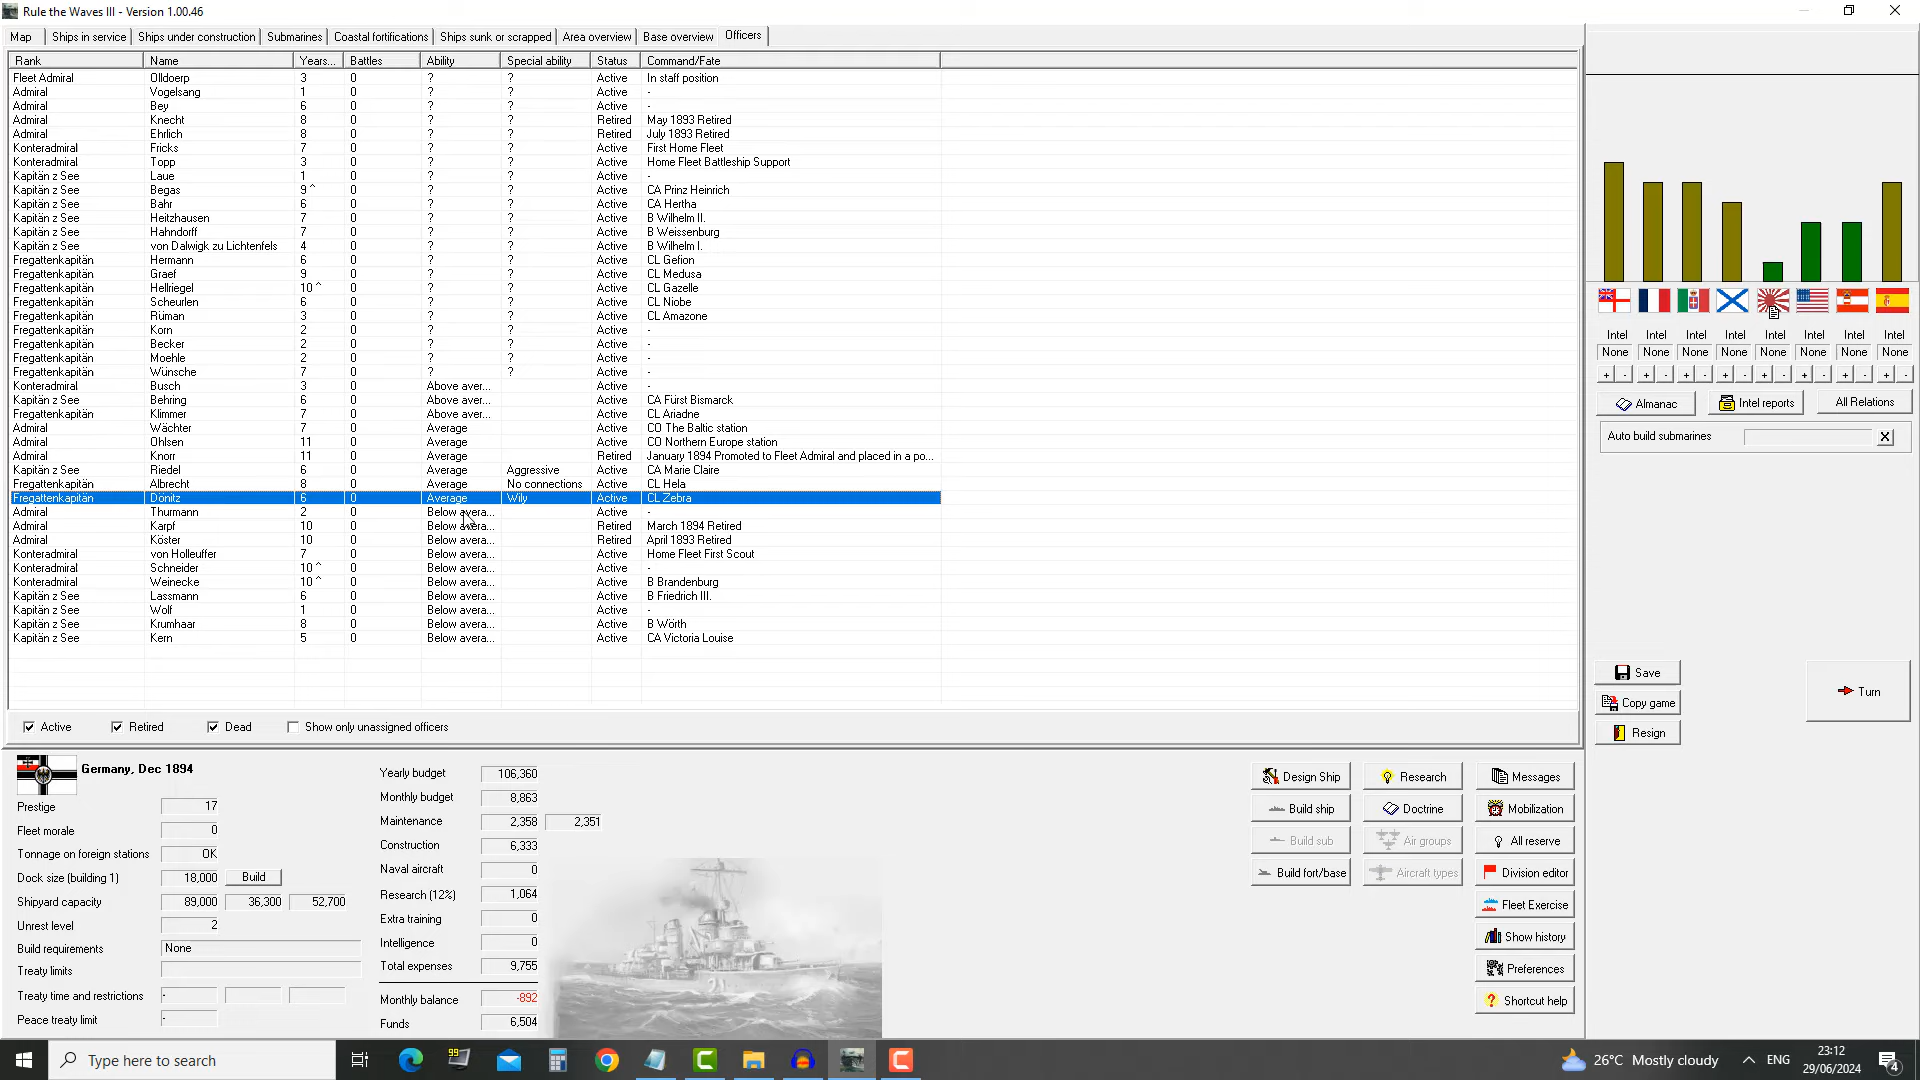 Rule the Waves III - Version 1.00.46
Map Ships in service Ships under construction Submarines Coastal fortifications Ships sunk or scrapped Area overview Base overview Officers
Rank Name Years... Battles Ability Special ability Status Command/Fate
Fleet Admiral Olldoerp 3 0 ? ? Active In staff position
Admiral Vogelsang 1 0 ? ? Active -
Admiral Bey 6 0 ? ? Active -
Admiral Knecht 8 0 ? ? Retired May 1893 Retired
Admiral Ehrlich 8 0 ? ? Retired July 1893 Retired
Konteradmiral Fricks 7 0 ? ? Active First Home Fleet
Konteradmiral Topp 3 0 ? ? Active Home Fleet Battleship Support
Kapitän z See Laue 1 0 ? ? Active -
Kapitän z See Begas 9 ^ 0 ? ? Active CA Prinz Heinrich
Kapitän z See Bahr 6 0 ? ? Active CA Hertha
Kapitän z See Heitzhausen 7 0 ? ? Active B Wilhelm II.
Kapitän z See Hahndorff 7 0 ? ? Active B Weissenburg
Kapitän z See von Dalwigk zu Lichtenfels 4 0 ? ? Active B Wilhelm I.
Fregattenkapitän Hermann 6 0 ? ? Active CL Gefion
Fregattenkapitän Graef 9 0 ? ? Active CL Medusa
Fregattenkapitän Hellriegel 10 ^ 0 ? ? Active CL Gazelle
Fregattenkapitän Scheurlen 6 0 ? ? Active CL Niobe
Fregattenkapitän Rüman 3 0 ? ? Active CL Amazone
Fregattenkapitän Korn 2 0 ? ? Active -
Fregattenkapitän Becker 2 0 ? ? Active -
Fregattenkapitän Moehle 2 0 ? ? Active -
Fregattenkapitän Wünsche 7 0 ? ? Active -
Konteradmiral Busch 3 0 Above aver... Active -
Kapitän z See Behring 6 0 Above aver... Active CA Fürst Bismarck
Fregattenkapitän Klimmer 7 0 Above aver... Active CL Ariadne
Admiral Wächter 7 0 Average Active CO The Baltic station
Admiral Ohlsen 11 0 Average Active CO Northern Europe station
Admiral Knorr 11 0 Average Retired January 1894 Promoted to Fleet Admiral and placed in a po...
Kapitän z See Riedel 6 0 Average Aggressive Active CA Marie Claire
Fregattenkapitän Albrecht 8 0 Average No connections Active CL Hela
Fregattenkapitän Dönitz 6 0 Average Wily Active CL Zebra
Admiral Thurmann 2 0 Below avera... Active -
Admiral Karpf 10 0 Below avera... Retired March 1894 Retired
Admiral Köster 10 0 Below avera... Retired April 1893 Retired
Konteradmiral von Holleuffer 7 0 Below avera... Active Home Fleet First Scout
Konteradmiral Schneider 10 ^ 0 Below avera... Active -
Konteradmiral Weinecke 10 ^ 0 Below avera... Active B Brandenburg
Kapitän z See Lassmann 6 0 Below avera... Active B Friedrich III.
Kapitän z See Wolf 1 0 Below avera... Active -
Kapitän z See Krumhaar 8 0 Below avera... Active B Wörth
Kapitän z See Kern 5 0 Below avera... Active CA Victoria Louise
Active Retired Dead Show only unassigned officers
Intel Intel Intel Intel Intel Intel Intel Intel
None None None None None None None None
+ - + - + - + - + - + - + - + -
Almanac Intel reports All Relations
Auto build submarines X
Save
Copy game
Resign
Turn
Germany, Dec 1894
Prestige 17
Fleet morale 0
Tonnage on foreign stations OK
Dock size (building 1) 18,000 Build
Shipyard capacity 89,000 36,300 52,700
Unrest level 2
Build requirements None
Treaty limits
Treaty time and restrictions -
Peace treaty limit -
Yearly budget 106,360
Monthly budget 8,863
Maintenance 2,358 2,351
Construction 6,333
Naval aircraft 0
Research (12%) 1,064
Extra training 0
Intelligence 0
Total expenses 9,755
Monthly balance -892
Funds 6,504
Design Ship Research Messages
Build ship Doctrine Mobilization
Build sub Air groups All reserve
Build fort/base Aircraft types Division editor
Fleet Exercise
Show history
Preferences
Shortcut help
Type here to search
99
26°C Mostly cloudy
ENG
23:12
29/06/2024
4